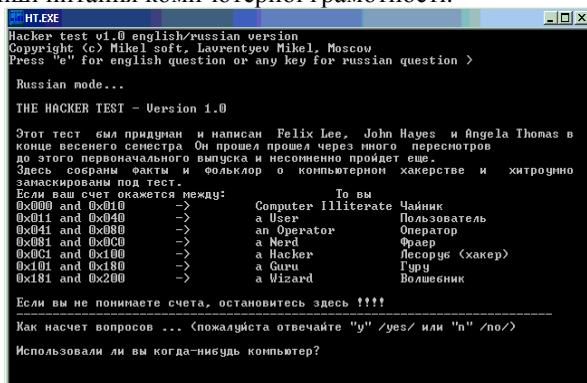 питання комп'ютерної грамотності.
HT.EXE
Hacker test v1.0 english/russian version
Copyright (c) Mikel soft, Lavrentyev Mikel, Moscow
Press "e" for english question or any key for russian question >
Russian mode...
THE HACKER TEST - Version 1.0
Этот тест был придуман и написан Felix Lee, John Hayes и Angela Thomas в
конце весенего семестра Он прошел прошел через много пересмотров
до этого первоначального выпуска и несомненно пройдет еще.
Здесь собраны факты и фольклор о компьютерном хакерстве и хитроумно
замаскированы под тест.
Если ваш счет окажется между: То вы
0x000 and 0x010 -> Computer Illiterate Чайник
0x011 and 0x040 -> a User Пользователь
0x041 and 0x080 -> an Operator Оператор
0x081 and 0x0C0 -> a Nerd Фраер
0x0C1 and 0x100 -> a Hacker Лесоруб (хакер)
0x101 and 0x180 -> a Guru Гуру
0x181 and 0x200 -> a Wizard Волшебник
Если вы не понимаете счета, остановитесь здесь !!!!
Как насчет вопросов ... (пожалуйста отвечайте "y" /yes/ или "n" /no/)
Использовали ли вы когда-нибудь компьютер?